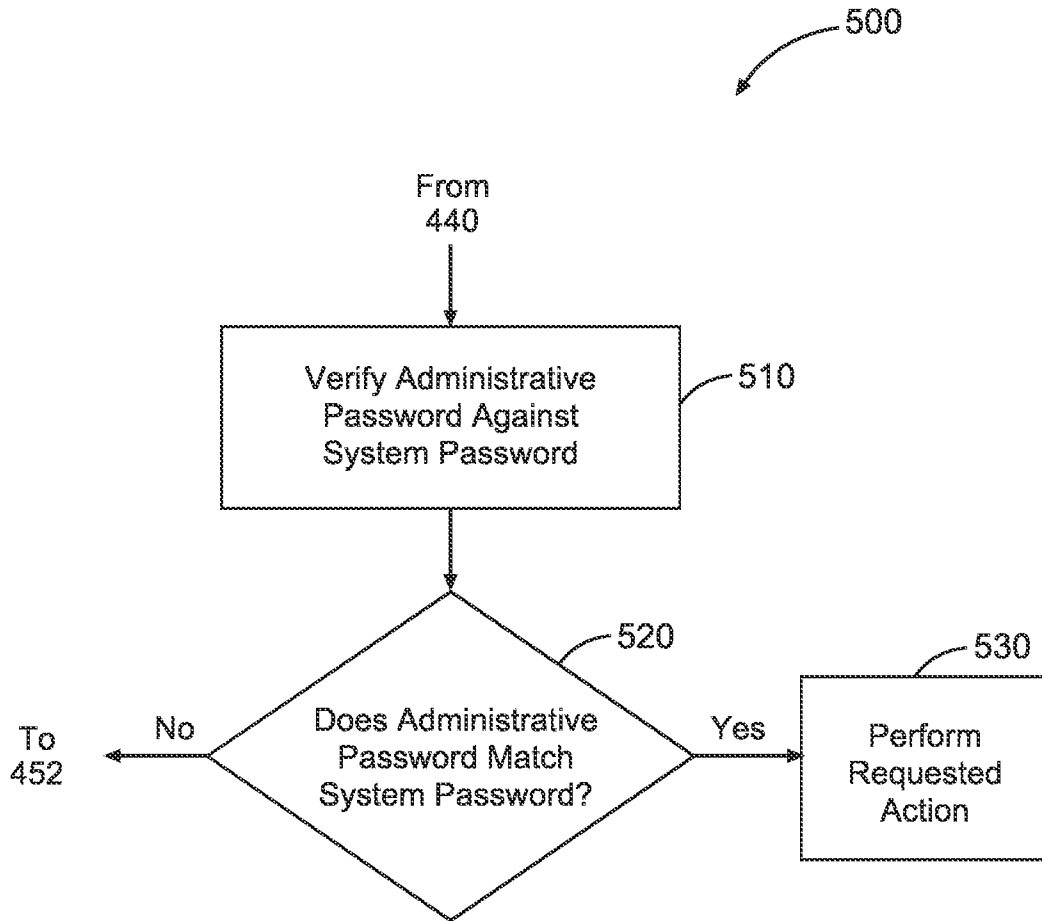 500
From
440
Verify Administrative
Password Against
System Password
510
520
530
To
452
No
Does Administrative
Password Match
System Password?
Yes
Perform
Requested
Action